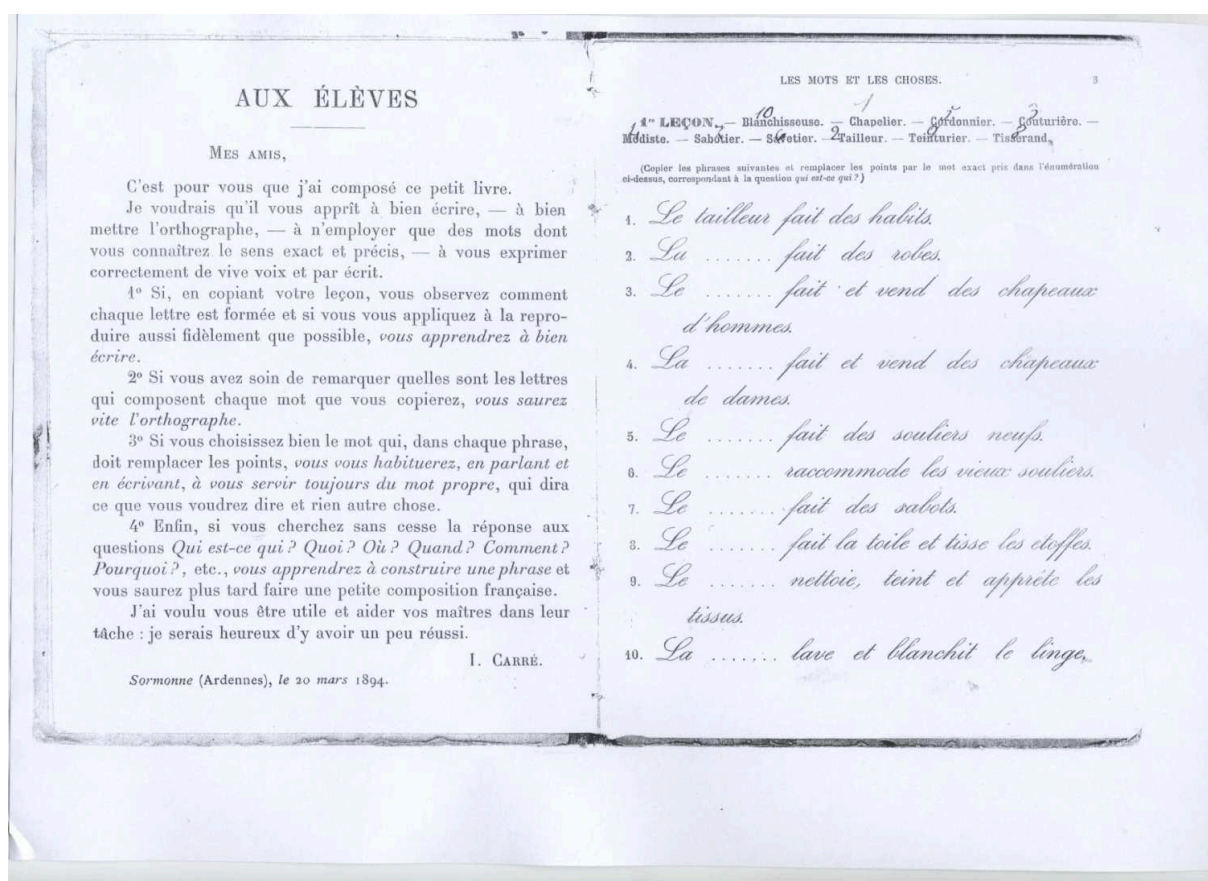 AUX ÉLÈVES
MES AMIS,
C'est pour vous que j'ai composé ce petit livre.
Je voudrais qu'il vous apprît à bien écrire, — à bien
mettre l'orthographe, — à n'employer que des mots dont
vous connaîtrez le sens exact et précis, — à vous exprimer
correctement de vive voix et par écrit.
1º Si, en copiant votre leçon, vous observez comment
chaque lettre est formée et si vous vous appliquez à la repro-
duire aussi fidèlement que possible, vous apprendrez à bien
écrire.
2º Si vous avez soin de remarquer quelles sont les lettres
qui composent chaque mot que vous copierez, vous saurez
vite l'orthographe.
3º Si vous choisissez bien le mot qui, dans chaque phrase,
doit remplacer les points, vous vous habituerez, en parlant et
en écrivant, à vous servir toujours du mot propre, qui dira
ce que vous voudrez dire et rien autre chose.
4º Enfin, si vous cherchez sans cesse la réponse aux
questions Qui est-ce qui? Quoi? Où? Quand? Comment?
Pourquoi?, etc., vous apprendrez à construire une phrase et
vous saurez plus tard faire une petite composition française.
J'ai voulu vous être utile et aider vos maîtres dans leur
tâche : je serais heureux d'y avoir un peu réussi.
I. CARRÉ.
Sormonne (Ardennes), le 20 mars 1894.
LES MOTS ET LES CHOSES. 3
1re LEÇON. — Blanchisseuse. — Chapelier. — Cordonnier. — Couturière. —
Modiste. — Sabotier. — Savetier. — Tailleur. — Teinturier. — Tisserand.
(Copier les phrases suivantes et remplacer les points par le mot exact pris dans l'énumération
ci-dessus, correspondant à la question qui est-ce qui?)
1. Le tailleur fait des habits.
2. La ....... fait des robes.
3. Le ....... fait et vend des chapeaux
d'hommes.
4. La ....... fait et vend des chapeaux
de dames.
5. Le ....... fait des souliers neufs.
6. Le ....... raccommode les vieux souliers.
7. Le ....... fait des sabots.
8. Le ....... fait la toile et tisse les étoffes.
9. Le ....... nettoie, teint et apprête les
tissus.
10. La ....... lave et blanchit le linge.